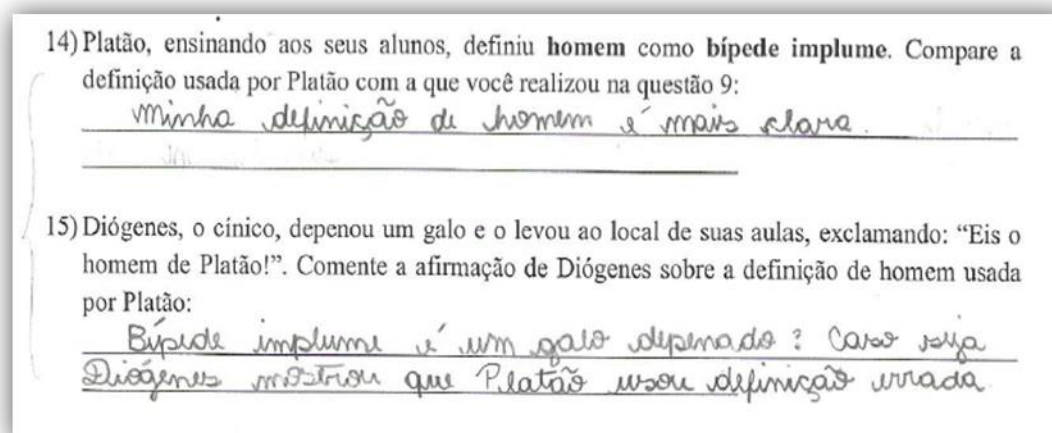 14) Platão, ensinando aos seus alunos, definiu homem como bípede implume. Compare a
definição usada por Platão com a que você realizou na questão 9:
Minha definição de homem é mais clara.
15) Diógenes, o cínico, depenou um galo e o levou ao local de suas aulas, exclamando: “Eis o
homem de Platão!”. Comente a afirmação de Diógenes sobre a definição de homem usada
por Platão:
Bípede implume é um galo depenado? Caso seja
Diógenes mostrou que Platão usou definição errada.